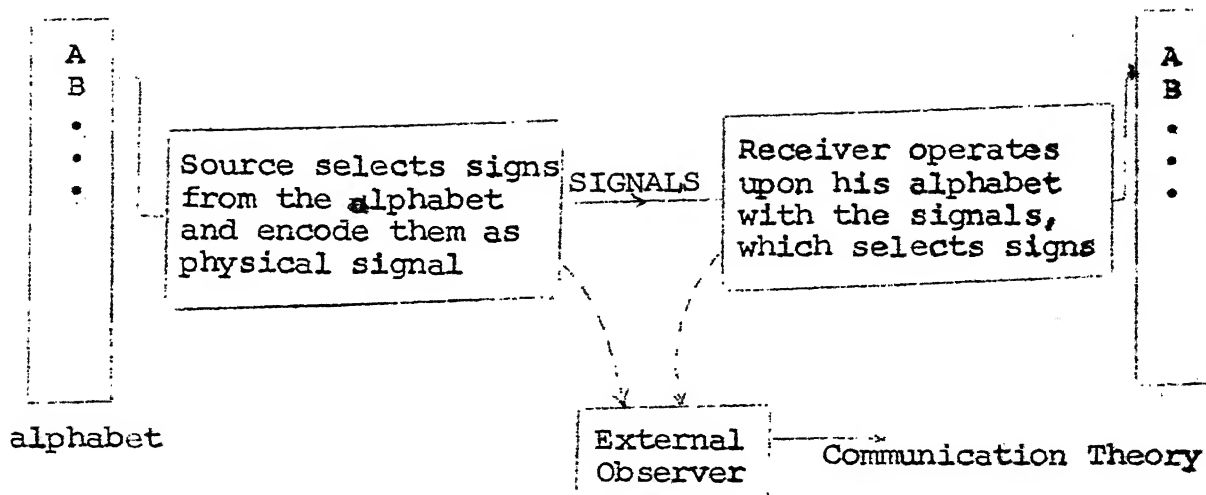 A
B
•
•
•
alphabet
Source selects signs
from the alphabet
and encode them as
physical signal
SIGNALS
Receiver operates
upon his alphabet
with the signals,
which selects signs
A
B
•
•
•
External
Observer
Communication Theory